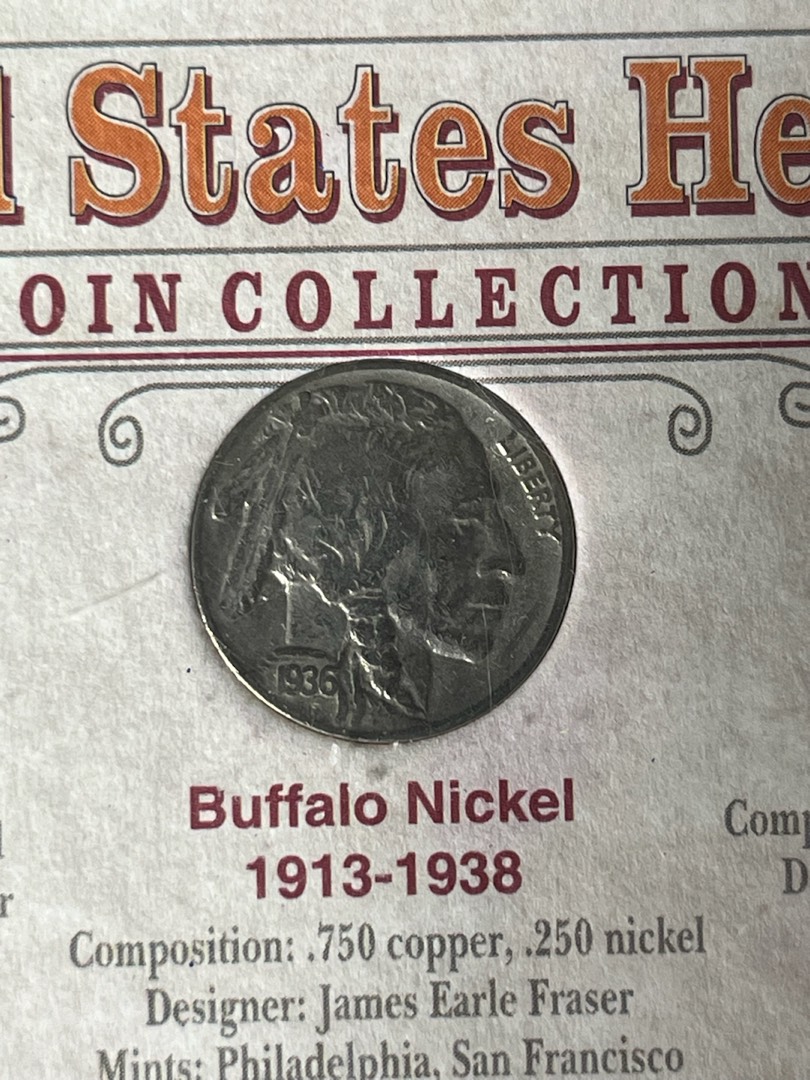 States He
OIN COLLECTION
LIBERTY
1936
F
Buffalo Nickel
1913-1938
Comp
D
r
Composition: .750 copper, .250 nickel
Designer: James Earle Fraser
Mints: Philadelphia, San Francisco